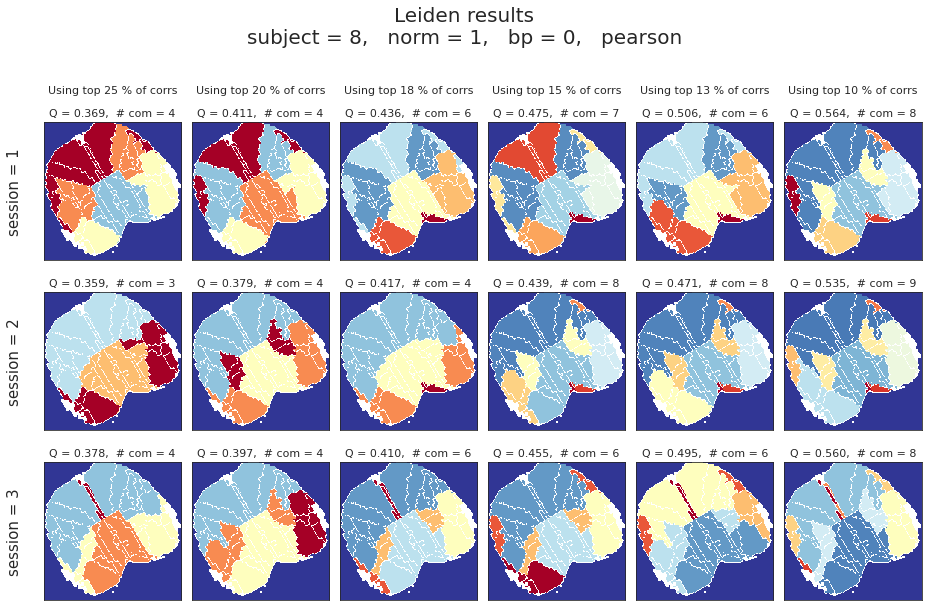 Leiden results
subject = 8, norm = 1, bp = 0, pearson
Using top 25 % of corrs
Using top 20 % of corrs
Using top 18 % of corrs
Using top 15 % of corrs
Using top 13 % of corrs
Using top 10 % of corrs
session = 1
Q = 0.369, # com = 4
Q = 0.411, # com = 4
Q = 0.436, # com = 6
Q = 0.475, # com = 7
Q = 0.506, # com = 6
Q = 0.564, # com = 8
session = 2
Q = 0.359, # com = 3
Q = 0.379, # com = 4
Q = 0.417, # com = 4
Q = 0.439, # com = 8
Q = 0.471, # com = 8
Q = 0.535, # com = 9
session = 3
Q = 0.378, # com = 4
Q = 0.397, # com = 4
Q = 0.410, # com = 6
Q = 0.455, # com = 6
Q = 0.495, # com = 6
Q = 0.560, # com = 8